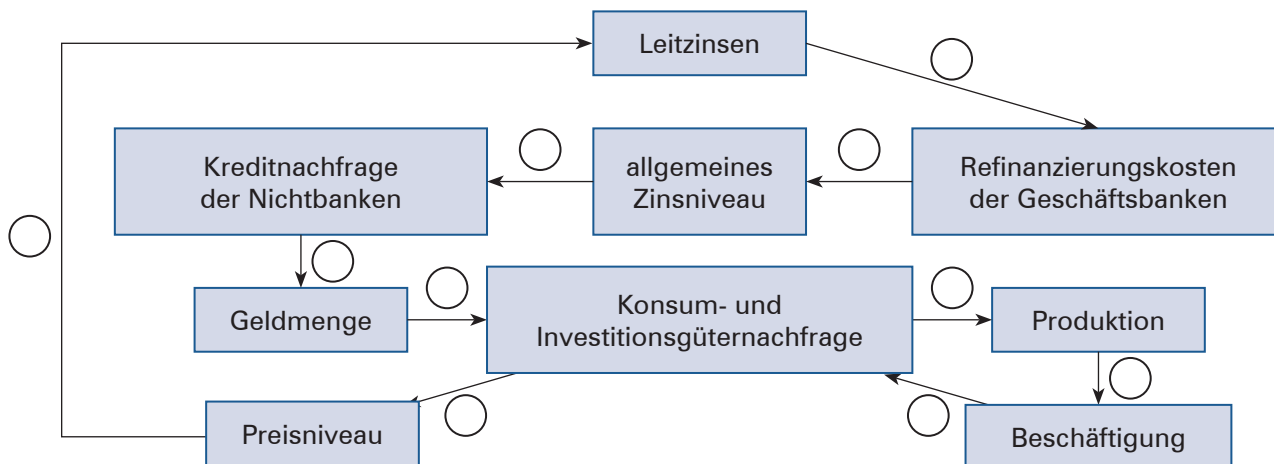 Leitzinsen
Kreditnachfrage
der Nichtbanken
allgemeines
Zinsniveau
Refinanzierungskosten
der Geschäftsbanken
Geldmenge
Konsum- und
Investitionsgüternachfrage
Produktion
Preisniveau
Beschäftigung